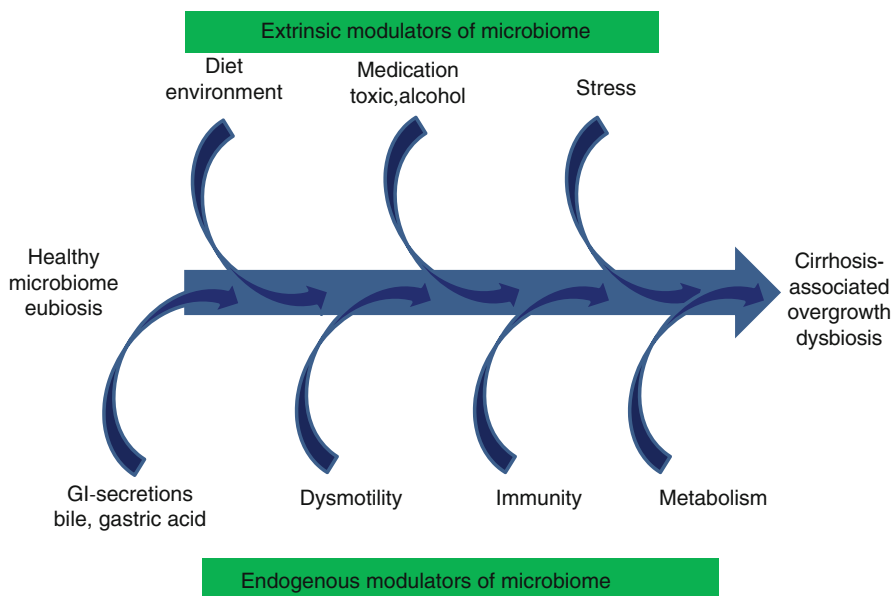 Extrinsic modulators of microbiome
Diet
environment
Medication
toxic,alcohol
Stress
Healthy
microbiome
eubiosis
Cirrhosis-
associated
overgrowth
dysbiosis
GI-secretions
bile, gastric acid
Dysmotility
Immunity
Metabolism
Endogenous modulators of microbiome